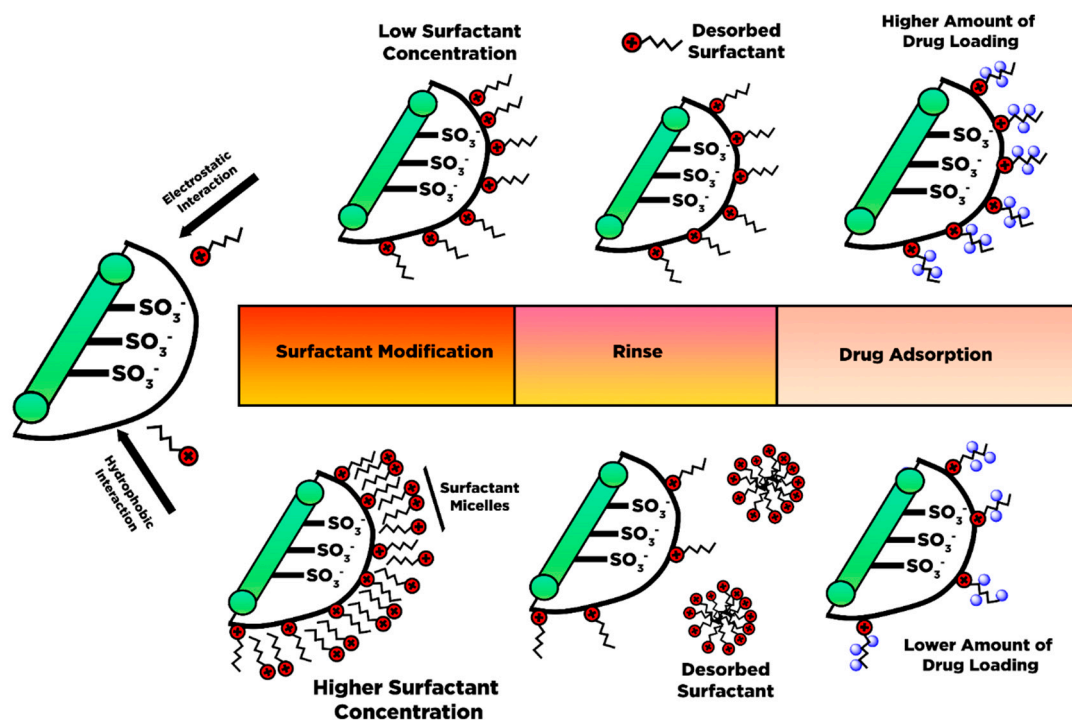 Low Surfactant
Concentration
Desorbed
Surfactant
Higher Amount of
Drug Loading
SO₃⁻
SO₃⁻
SO₃⁻
SO₃⁻
SO₃⁻
SO₃⁻
SO₃⁻
SO₃⁻
SO₃⁻
Electrostatic
Interaction
SO₃⁻
SO₃⁻
SO₃⁻
Surfactant Modification
Rinse
Drug Adsorption
Hydrophobic
Interaction
Surfactant
Micelles
SO₃⁻
SO₃⁻
SO₃⁻
SO₃⁻
SO₃⁻
SO₃⁻
SO₃⁻
SO₃⁻
SO₃⁻
Higher Surfactant
Concentration
Desorbed
Surfactant
Lower Amount of
Drug Loading